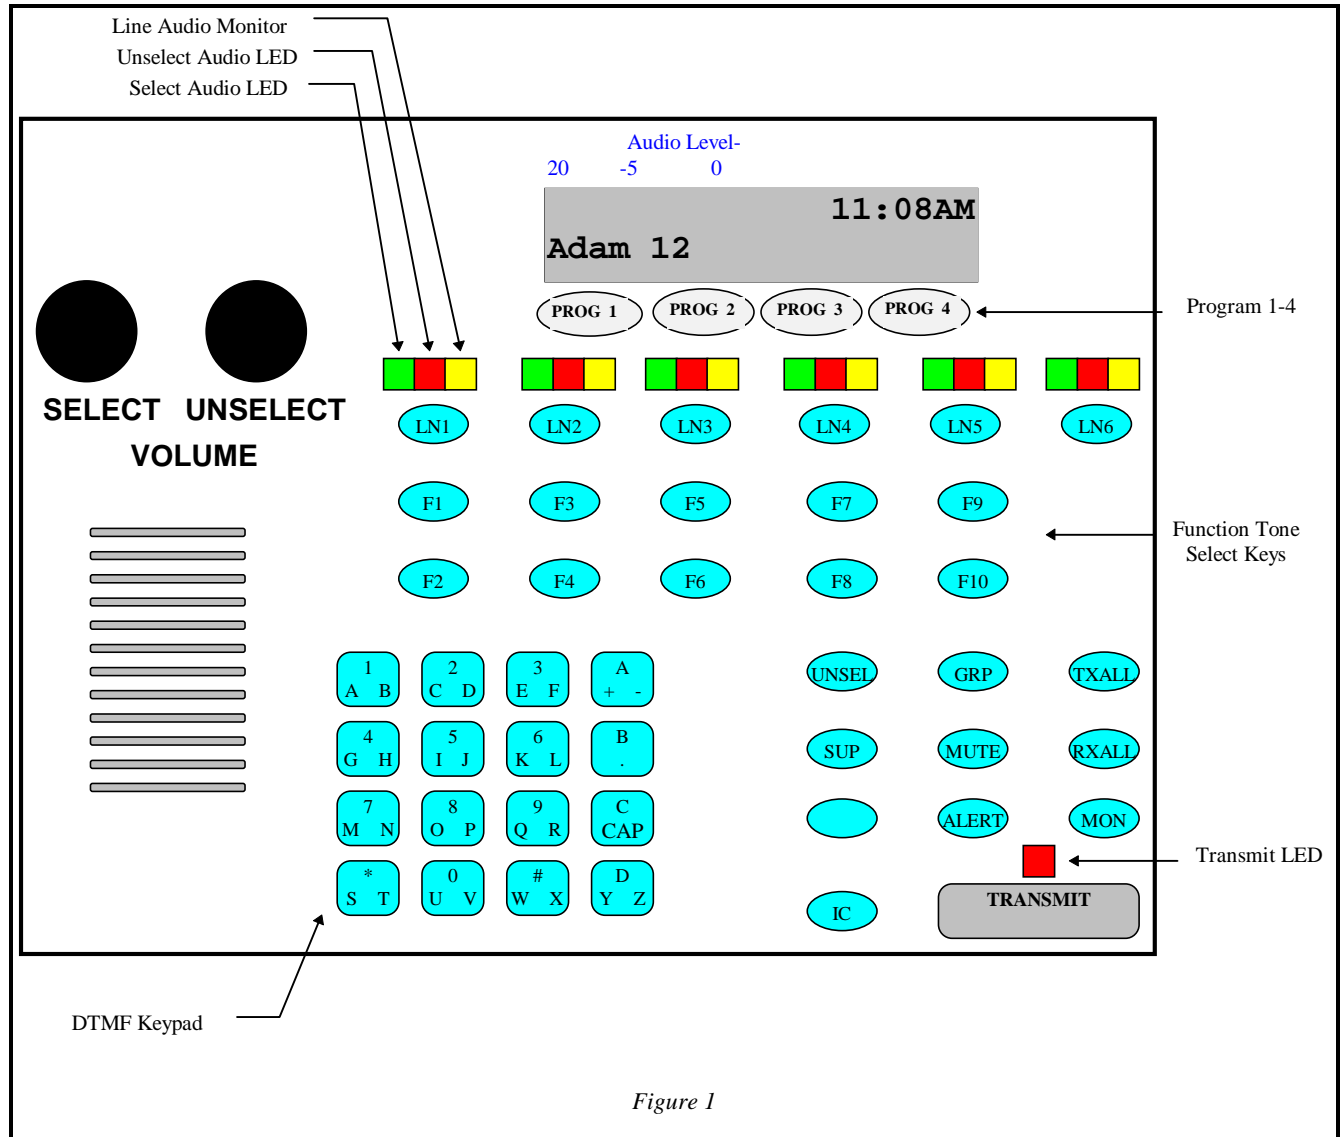 Line Audio Monitor
Unselect Audio LED
Select Audio LED
Audio Level-
20 -5 0
11:08AM
Adam 12
PROG 1 PROG 2 PROG 3 PROG 4
Program 1-4
SELECT UNSELECT
VOLUME
LN1 LN2 LN3 LN4 LN5 LN6
F1 F3 F5 F7 F9
Function Tone
Select Keys
F2 F4 F6 F8 F10
1 2 3 A
A B C D E F + -
UNSEL GRP TXALL
4 5 6 B
G H I J K L .
SUP MUTE RXALL
7 8 9 C
M N O P Q R CAP
ALERT MON
Transmit LED
* 0 # D
S T U V W X Y Z
IC
TRANSMIT
DTMF Keypad
Figure 1